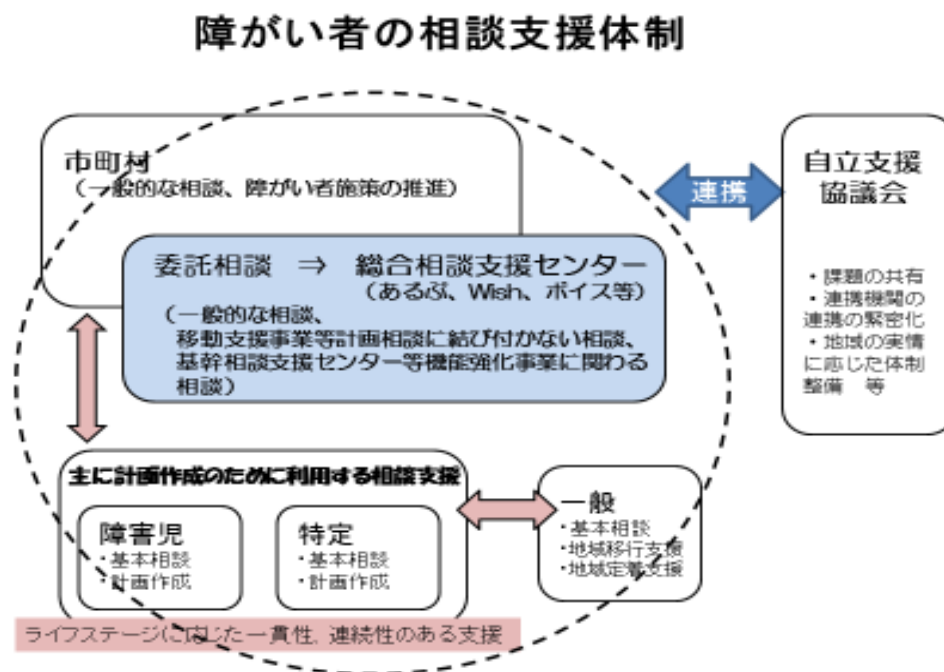 障がい者の相談支援体制
市町村
（一般的な相談、障がい者施策の推進）
連携
自立支援
協議会
・課題の共有
・連携機関の
連携の緊密化
・地域の実情
に応じた体制
整備　等
委託相談　⇒　総合相談支援センター
（あるぷ、Wish、ボイス等）
（一般的な相談、
移動支援事業等計画相談に結び付かない相談、
基幹相談支援センター等機能強化事業に関わる
相談）
主に計画作成のために利用する相談支援
障害児
・基本相談
・計画作成
特定
・基本相談
・計画作成
一般
・基本相談
・地域移行支援
・地域定着支援
ライフステージに応じた一貫性、連続性のある支援